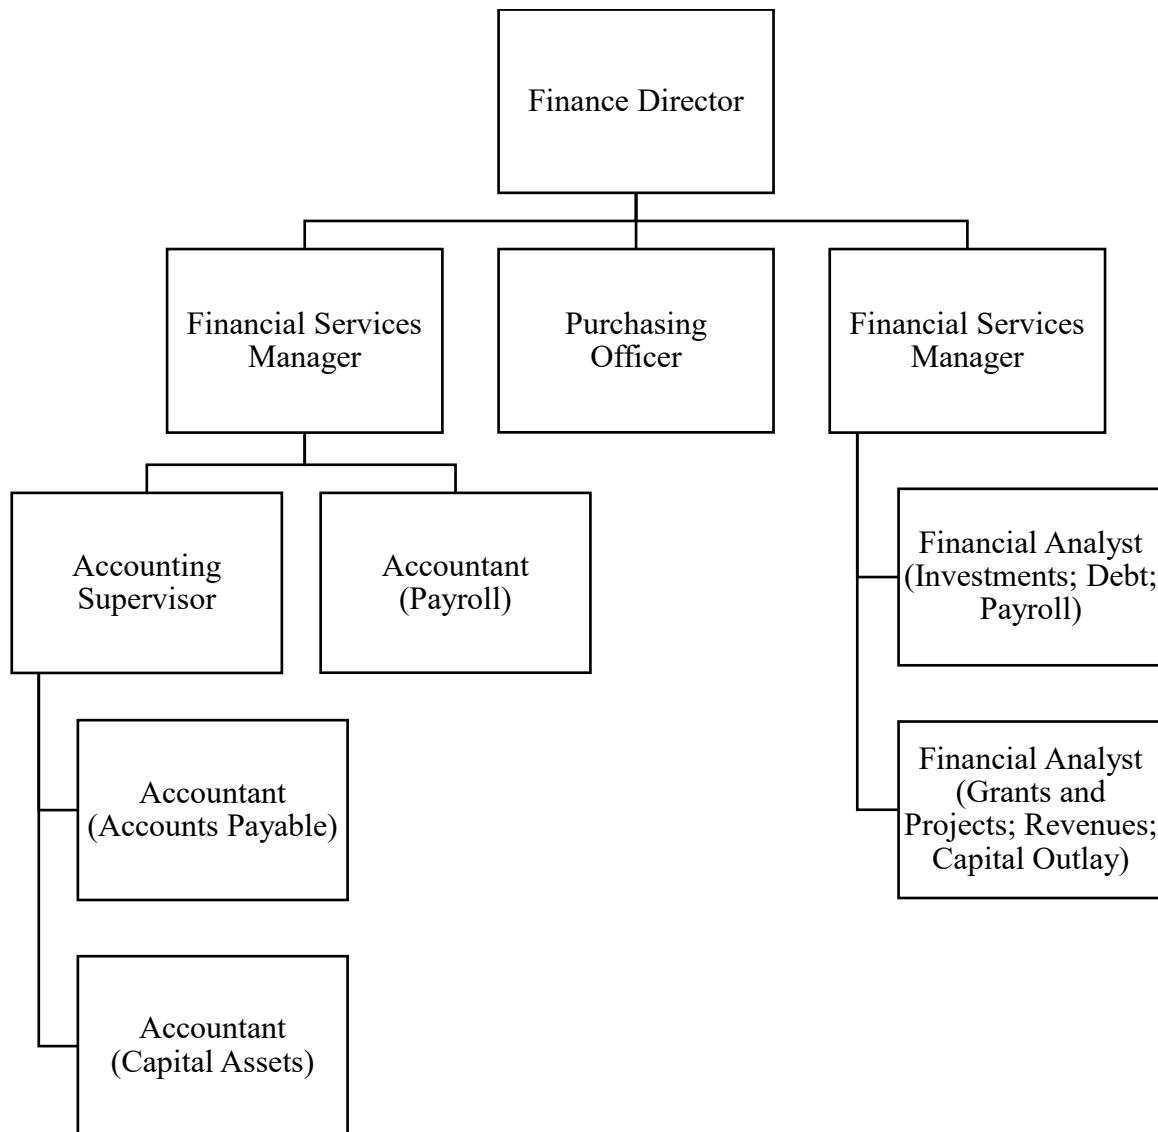 Finance Director
Financial Services
Manager
Purchasing
Officer
Financial Services
Manager
Accounting
Supervisor
Accountant
(Payroll)
Financial Analyst
(Investments; Debt;
Payroll)
Accountant
(Accounts Payable)
Financial Analyst
(Grants and
Projects; Revenues;
Capital Outlay)
Accountant
(Capital Assets)